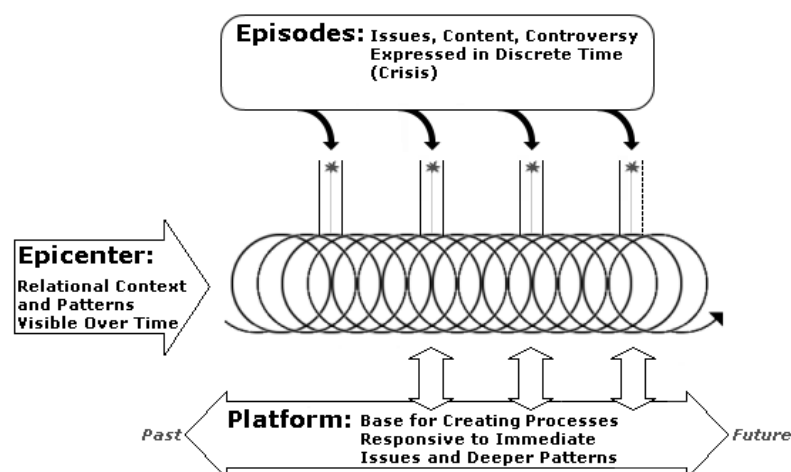 Episodes: Issues, Content, Controversy
Expressed in Discrete Time
(Crisis)
Epicenter:
Relational Context
and Patterns
Visible Over Time
Platform: Base for Creating Processes
Responsive to Immediate
Issues and Deeper Patterns
Past
Future